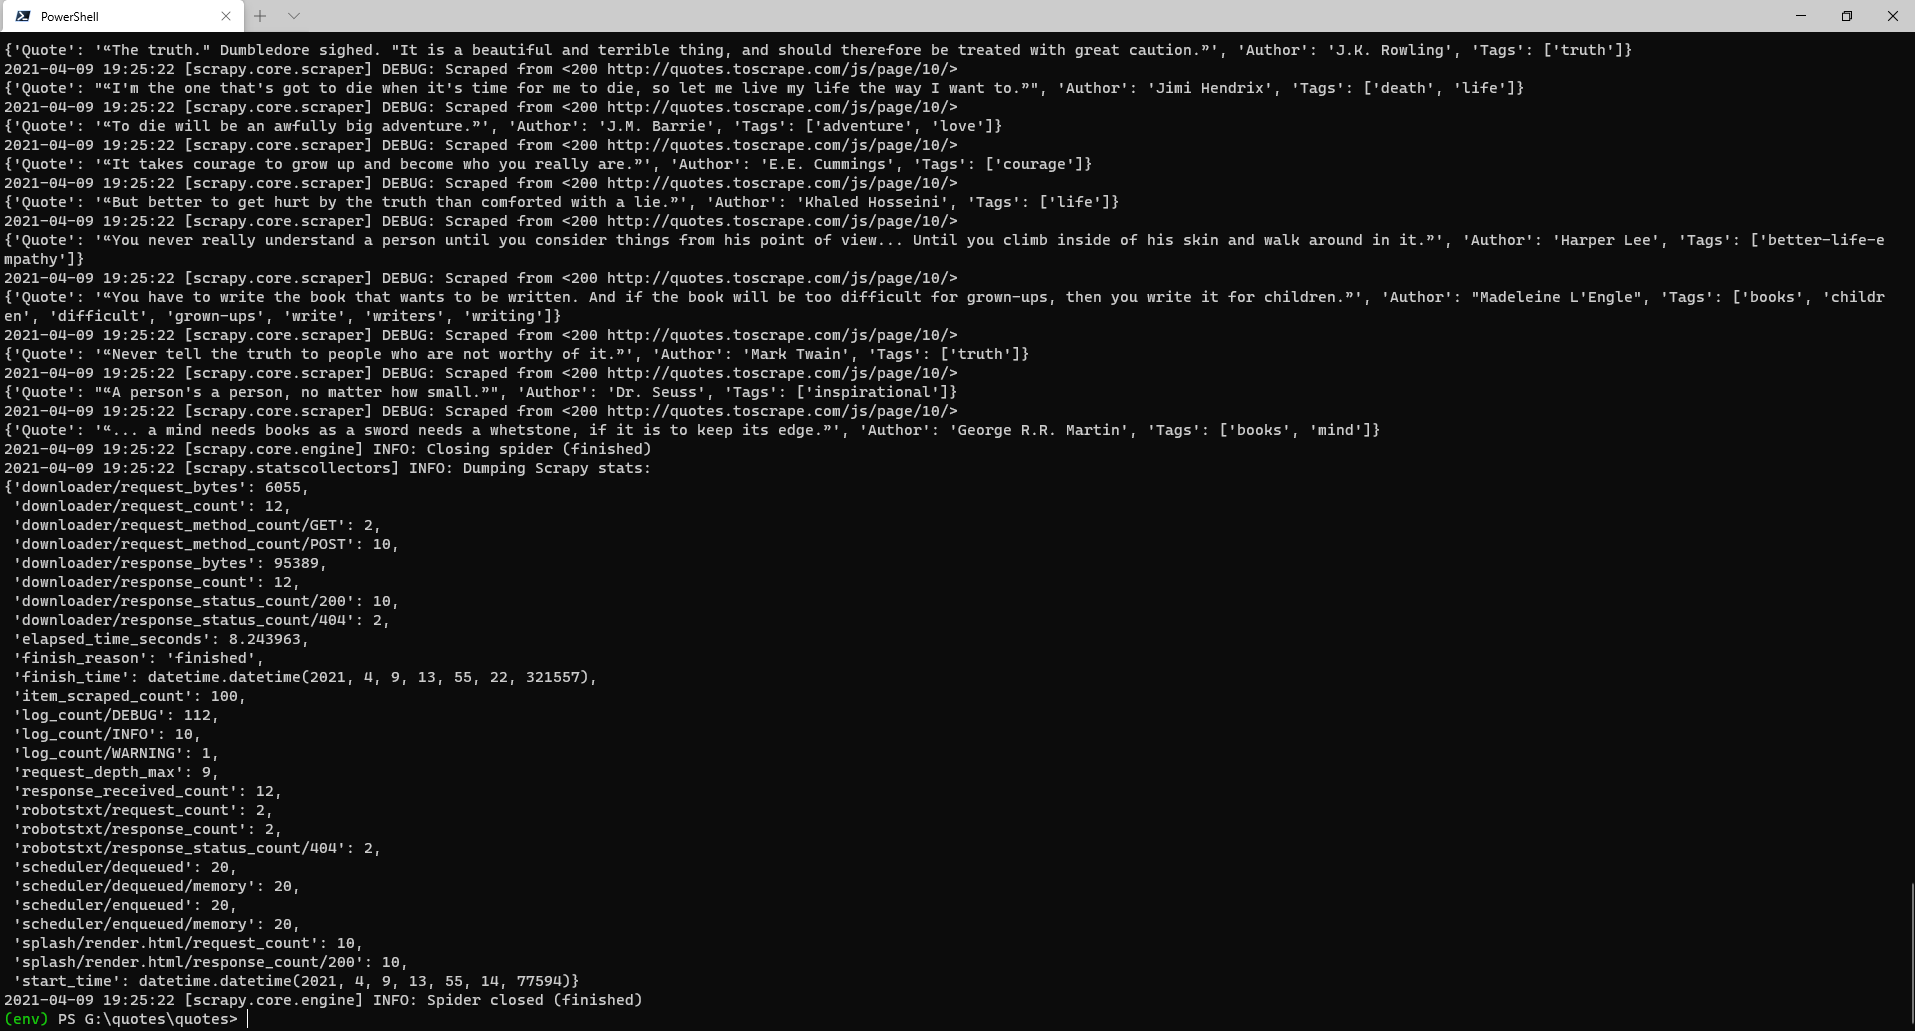 PowerShell
{'Quote': '“The truth." Dumbledore sighed. "It is a beautiful and terrible thing, and should therefore be treated with great caution.”', 'Author': 'J.K. Rowling', 'Tags': ['truth']}
2021-04-09 19:25:22 [scrapy.core.scraper] DEBUG: Scraped from <200 http://quotes.toscrape.com/js/page/10/>
{'Quote': "“I'm the one that's got to die when it's time for me to die, so let me live my life the way I want to.”", 'Author': 'Jimi Hendrix', 'Tags': ['death', 'life']}
2021-04-09 19:25:22 [scrapy.core.scraper] DEBUG: Scraped from <200 http://quotes.toscrape.com/js/page/10/>
{'Quote': '“To die will be an awfully big adventure.”', 'Author': 'J.M. Barrie', 'Tags': ['adventure', 'love']}
2021-04-09 19:25:22 [scrapy.core.scraper] DEBUG: Scraped from <200 http://quotes.toscrape.com/js/page/10/>
{'Quote': '“It takes courage to grow up and become who you really are.”', 'Author': 'E.E. Cummings', 'Tags': ['courage']}
2021-04-09 19:25:22 [scrapy.core.scraper] DEBUG: Scraped from <200 http://quotes.toscrape.com/js/page/10/>
{'Quote': '“But better to get hurt by the truth than comforted with a lie.”', 'Author': 'Khaled Hosseini', 'Tags': ['life']}
2021-04-09 19:25:22 [scrapy.core.scraper] DEBUG: Scraped from <200 http://quotes.toscrape.com/js/page/10/>
{'Quote': '“You never really understand a person until you consider things from his point of view... Until you climb inside of his skin and walk around in it.”', 'Author': 'Harper Lee', 'Tags': ['better-life-e
mpathy']}
2021-04-09 19:25:22 [scrapy.core.scraper] DEBUG: Scraped from <200 http://quotes.toscrape.com/js/page/10/>
{'Quote': '“You have to write the book that wants to be written. And if the book will be too difficult for grown-ups, then you write it for children.”', 'Author': "Madeleine L'Engle", 'Tags': ['books', 'childr
en', 'difficult', 'grown-ups', 'write', 'writers', 'writing']}
2021-04-09 19:25:22 [scrapy.core.scraper] DEBUG: Scraped from <200 http://quotes.toscrape.com/js/page/10/>
{'Quote': '“Never tell the truth to people who are not worthy of it.”', 'Author': 'Mark Twain', 'Tags': ['truth']}
2021-04-09 19:25:22 [scrapy.core.scraper] DEBUG: Scraped from <200 http://quotes.toscrape.com/js/page/10/>
{'Quote': "“A person's a person, no matter how small.”", 'Author': 'Dr. Seuss', 'Tags': ['inspirational']}
2021-04-09 19:25:22 [scrapy.core.scraper] DEBUG: Scraped from <200 http://quotes.toscrape.com/js/page/10/>
{'Quote': '“... a mind needs books as a sword needs a whetstone, if it is to keep its edge.”', 'Author': 'George R.R. Martin', 'Tags': ['books', 'mind']}
2021-04-09 19:25:22 [scrapy.core.engine] INFO: Closing spider (finished)
2021-04-09 19:25:22 [scrapy.statscollectors] INFO: Dumping Scrapy stats:
{'downloader/request_bytes': 6055,
 'downloader/request_count': 12,
 'downloader/request_method_count/GET': 2,
 'downloader/request_method_count/POST': 10,
 'downloader/response_bytes': 95389,
 'downloader/response_count': 12,
 'downloader/response_status_count/200': 10,
 'downloader/response_status_count/404': 2,
 'elapsed_time_seconds': 8.243963,
 'finish_reason': 'finished',
 'finish_time': datetime.datetime(2021, 4, 9, 13, 55, 22, 321557),
 'item_scraped_count': 100,
 'log_count/DEBUG': 112,
 'log_count/INFO': 10,
 'log_count/WARNING': 1,
 'request_depth_max': 9,
 'response_received_count': 12,
 'robotstxt/request_count': 2,
 'robotstxt/response_count': 2,
 'robotstxt/response_status_count/404': 2,
 'scheduler/dequeued': 20,
 'scheduler/dequeued/memory': 20,
 'scheduler/enqueued': 20,
 'scheduler/enqueued/memory': 20,
 'splash/render.html/request_count': 10,
 'splash/render.html/response_count/200': 10,
 'start_time': datetime.datetime(2021, 4, 9, 13, 55, 14, 77594)}
2021-04-09 19:25:22 [scrapy.core.engine] INFO: Spider closed (finished)
(env) PS G:\quotes\quotes>